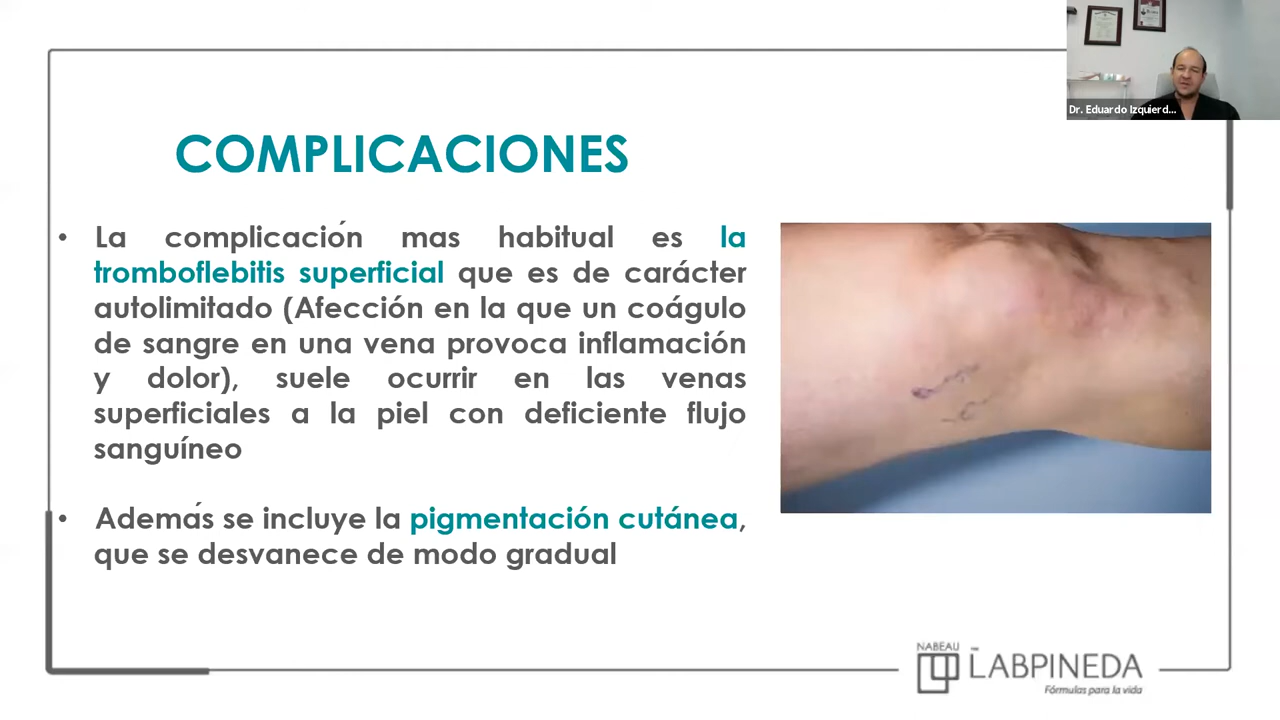 Dr. Eduardo Izquierd...
COMPLICACIONES
• La complicación mas habitual es la
tromboflebitis superficial que es de carácter
autolimitado (Afección en la que un coágulo
de sangre en una vena provoca inflamación
y dolor), suele ocurrir en las venas
superficiales a la piel con deficiente flujo
sanguíneo
• Además se incluye la pigmentación cutánea,
que se desvanece de modo gradual
NABEAU
LABPINEDA
Fórmulas para la vida